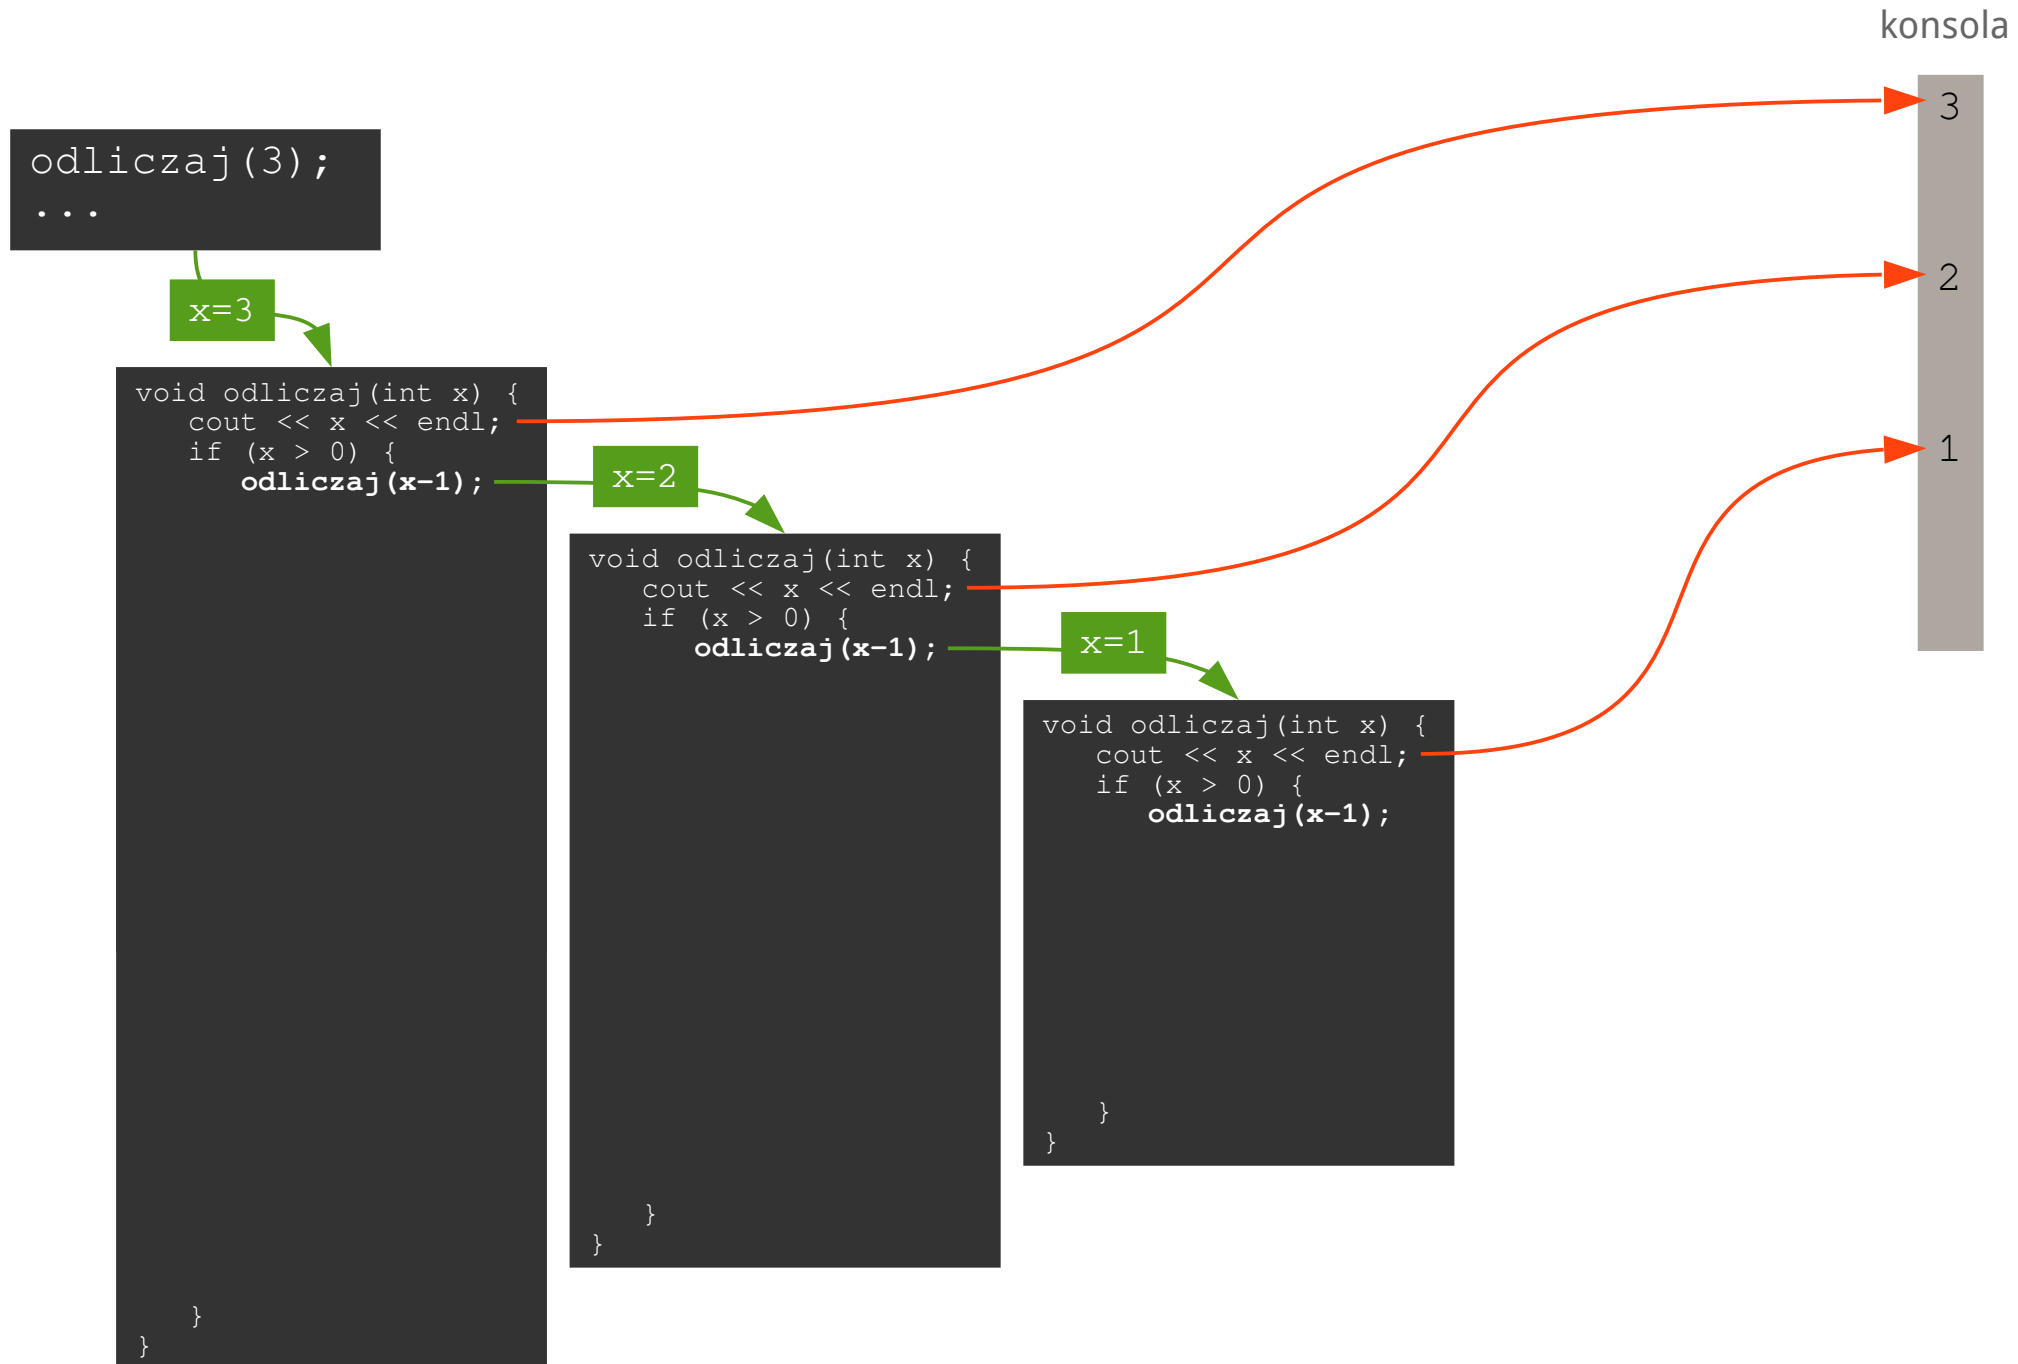 konsola
3
odliczaj(3);
...
2
x=3
void odliczaj(int x) {
cout << x << endl;
if (x > 0) {
odliczaj(x-1);
1
x=2
void odliczaj(int x) {
cout << x << endl;
if (x > 0) {
odliczaj(x-1);
x=1
void odliczaj(int x) {
cout << x << endl;
if (x > 0) {
odliczaj(x-1);
}
}
}
}
}
}